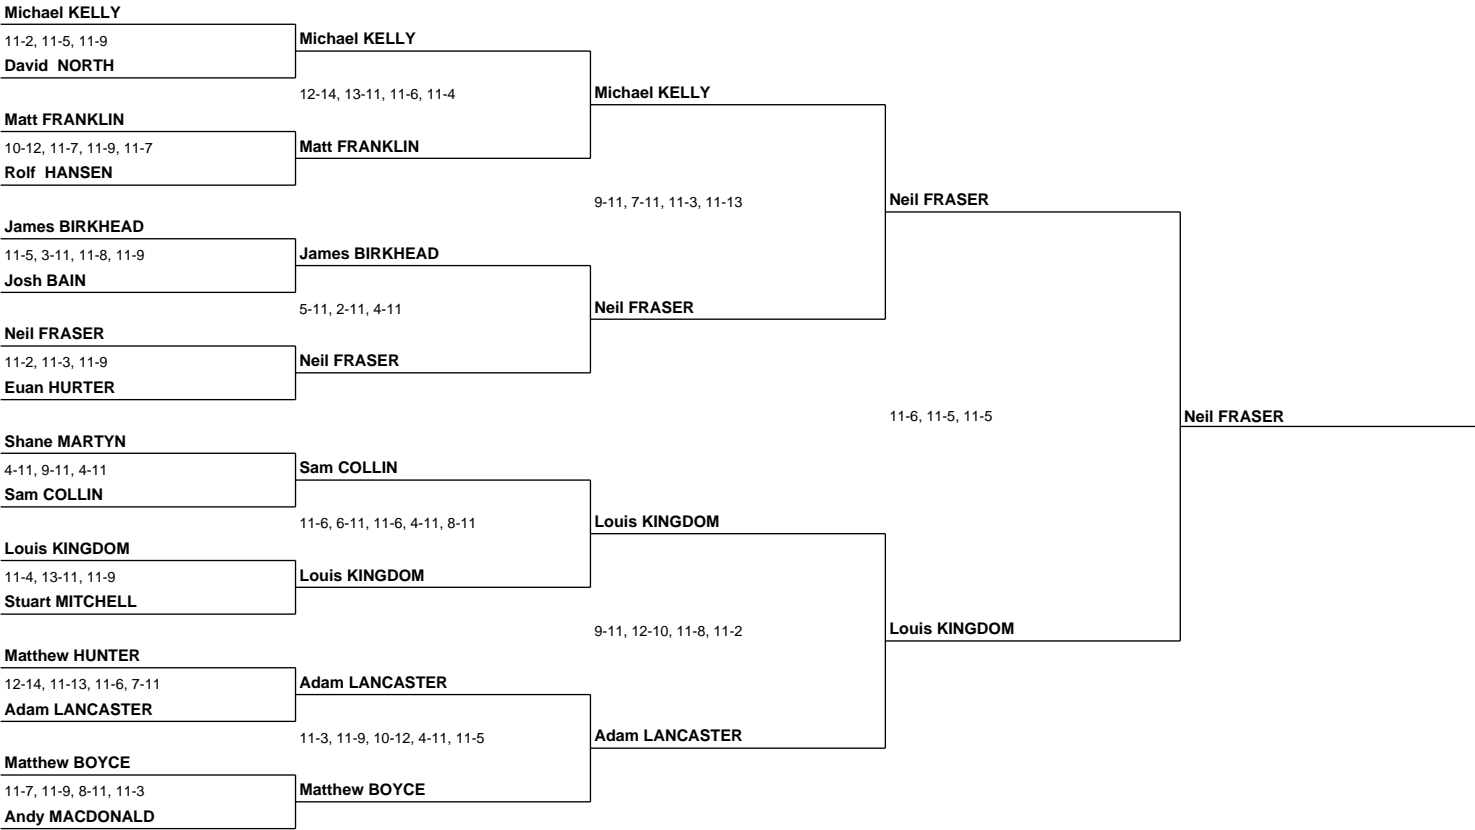 Michael KELLY
11-2, 11-5, 11-9
David  NORTH
Matt FRANKLIN
10-12, 11-7, 11-9, 11-7
Rolf  HANSEN
James BIRKHEAD
11-5, 3-11, 11-8, 11-9
Josh BAIN
Neil FRASER
11-2, 11-3, 11-9
Euan HURTER
Shane MARTYN
4-11, 9-11, 4-11
Sam COLLIN
Louis KINGDOM
11-4, 13-11, 11-9
Stuart MITCHELL
Matthew HUNTER
12-14, 11-13, 11-6, 7-11
Adam LANCASTER
Matthew BOYCE
11-7, 11-9, 8-11, 11-3
Andy MACDONALD
Michael KELLY
12-14, 13-11, 11-6, 11-4
Matt FRANKLIN
James BIRKHEAD
5-11, 2-11, 4-11
Neil FRASER
Sam COLLIN
11-6, 6-11, 11-6, 4-11, 8-11
Louis KINGDOM
Adam LANCASTER
11-3, 11-9, 10-12, 4-11, 11-5
Matthew BOYCE
Michael KELLY
9-11, 7-11, 11-3, 11-13
Neil FRASER
Louis KINGDOM
9-11, 12-10, 11-8, 11-2
Adam LANCASTER
Neil FRASER
11-6, 11-5, 11-5
Louis KINGDOM
Neil FRASER